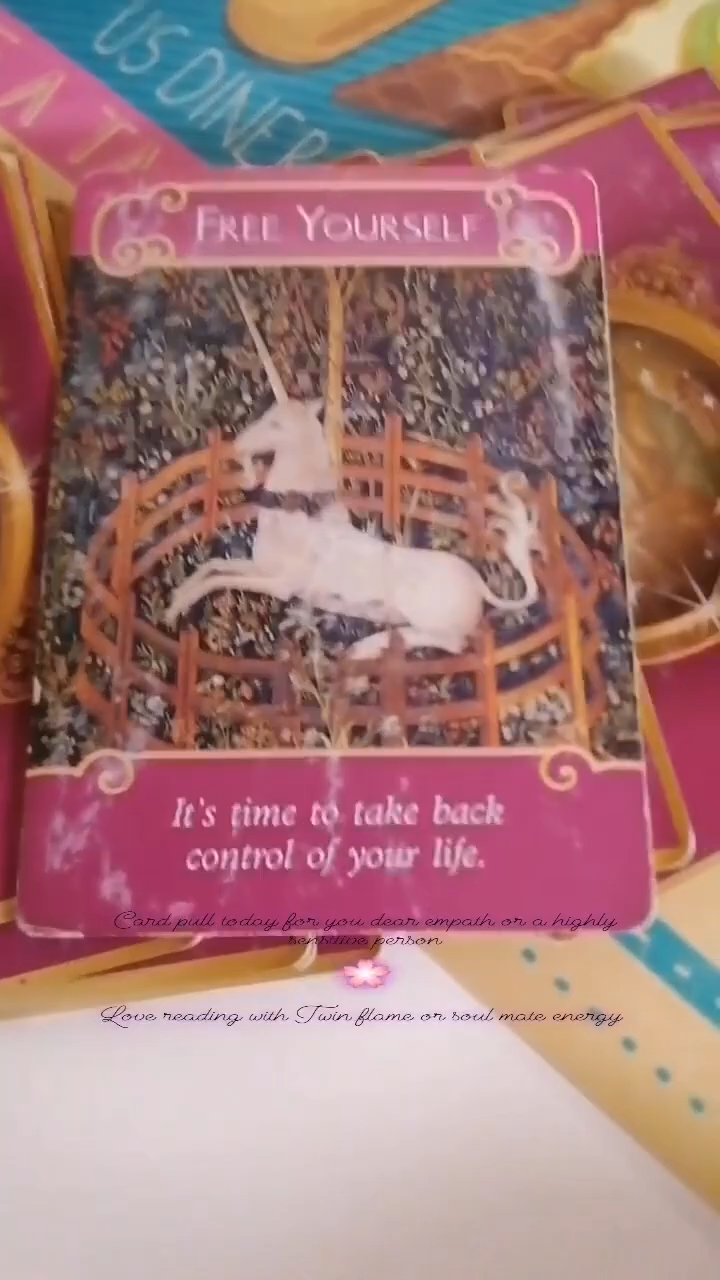 US DINER
E A TA
FREE YOURSELF
It's time to take back
control of your life.
Card pull today for you dear empath or a highly
sensitive person
Love reading with Twin flame or soul mate energy